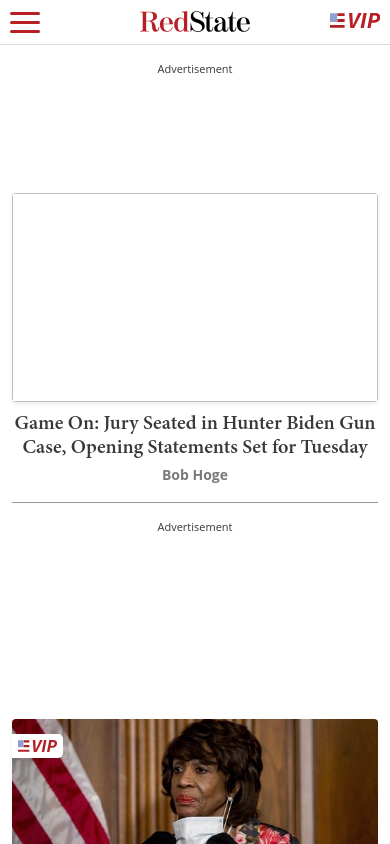 RedState
VIP
Advertisement
Game On: Jury Seated in Hunter Biden Gun
Case, Opening Statements Set for Tuesday
Bob Hoge
Advertisement
VIP